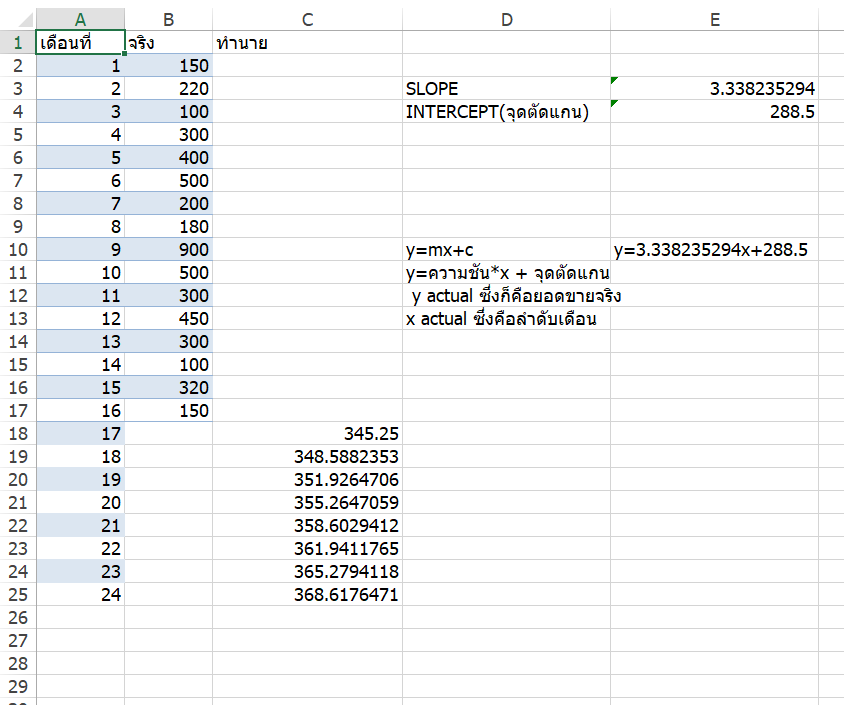 A B C D E
1 เดือนที่ จริง ทำนาย
2 1 150
3 2 220 SLOPE 3.338235294
4 3 100 INTERCEPT(จุดตัดแกน) 288.5
5 4 300
6 5 400
7 6 500
8 7 200
9 8 180
10 9 900 y=mx+c y=3.338235294x+288.5
11 10 500 y=ความชัน*x + จุดตัดแกน
12 11 300 y actual ซึ่งก็คือยอดขายจริง
13 12 450 x actual ซึ่งคือลำดับเดือน
14 13 300
15 14 100
16 15 320
17 16 150
18 17 345.25
19 18 348.5882353
20 19 351.9264706
21 20 355.2647059
22 21 358.6029412
23 22 361.9411765
24 23 365.2794118
25 24 368.6176471
26
27
28
29